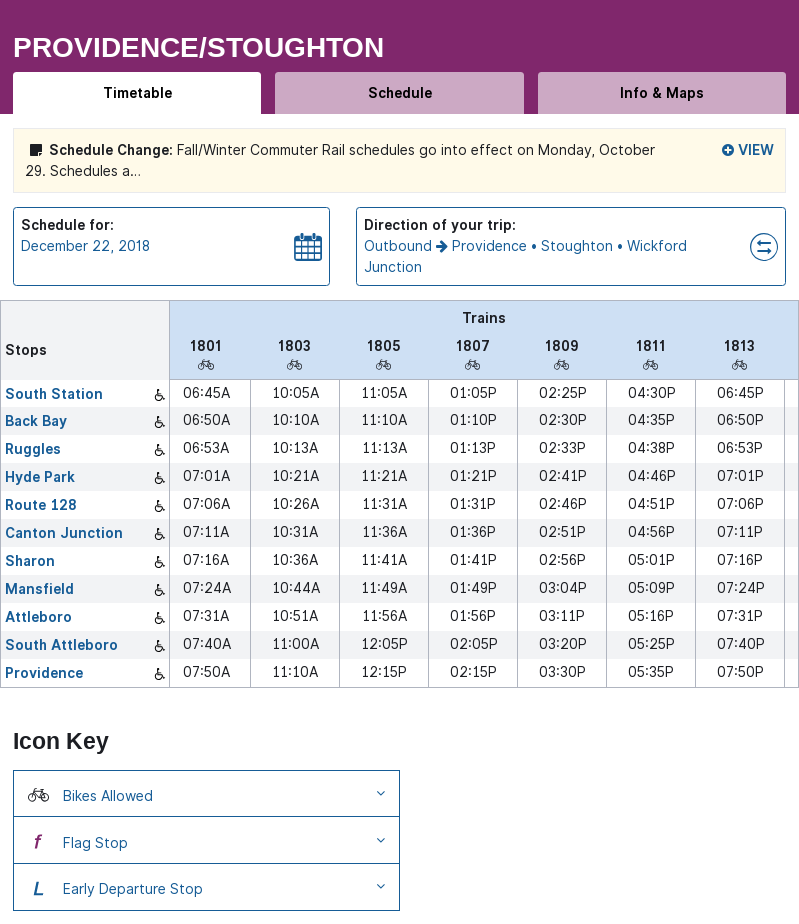 PROVIDENCE/STOUGHTON
Timetable Schedule Info & Maps
Schedule Change: Fall/Winter Commuter Rail schedules go into effect on Monday, October VIEW
29. Schedules a...
Schedule for:
December 22, 2018
Direction of your trip:
Outbound Providence • Stoughton • Wickford
Junction
Trains
Stops 1801 1803 1805 1807 1809 1811 1813
South Station 06:45A 10:05A 11:05A 01:05P 02:25P 04:30P 06:45P
Back Bay 06:50A 10:10A 11:10A 01:10P 02:30P 04:35P 06:50P
Ruggles 06:53A 10:13A 11:13A 01:13P 02:33P 04:38P 06:53P
Hyde Park 07:01A 10:21A 11:21A 01:21P 02:41P 04:46P 07:01P
Route 128 07:06A 10:26A 11:31A 01:31P 02:46P 04:51P 07:06P
Canton Junction 07:11A 10:31A 11:36A 01:36P 02:51P 04:56P 07:11P
Sharon 07:16A 10:36A 11:41A 01:41P 02:56P 05:01P 07:16P
Mansfield 07:24A 10:44A 11:49A 01:49P 03:04P 05:09P 07:24P
Attleboro 07:31A 10:51A 11:56A 01:56P 03:11P 05:16P 07:31P
South Attleboro 07:40A 11:00A 12:05P 02:05P 03:20P 05:25P 07:40P
Providence 07:50A 11:10A 12:15P 02:15P 03:30P 05:35P 07:50P
Icon Key
Bikes Allowed
f Flag Stop
L Early Departure Stop